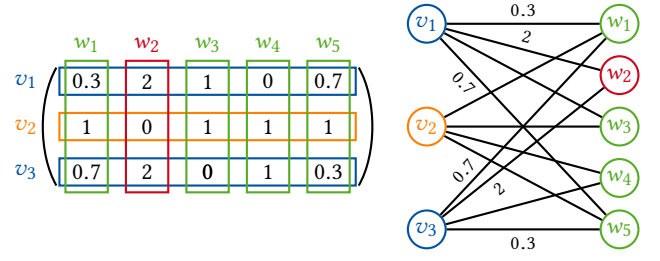 w₁ w₂ w₃ w₄ w₅
v₁ 0.3 2 1 0 0.7
v₂ 1 0 1 1 1
v₃ 0.7 2 0 1 0.3
v₁ 0.3 w₁
2
w₂
0.7
v₂ w₃
0.7
w₄
2
v₃ 0.3 w₅